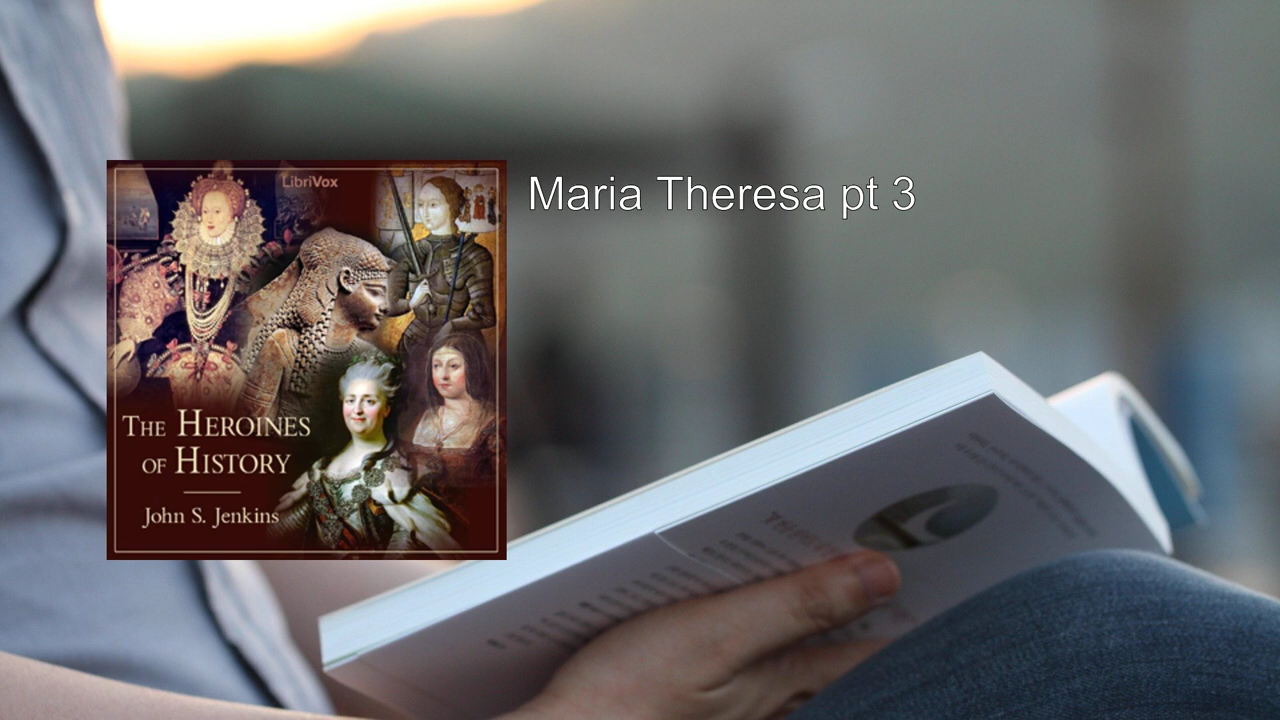 LibriVox
Maria Theresa pt 3
THE HEROINES
OF HISTORY
John S. Jenkins